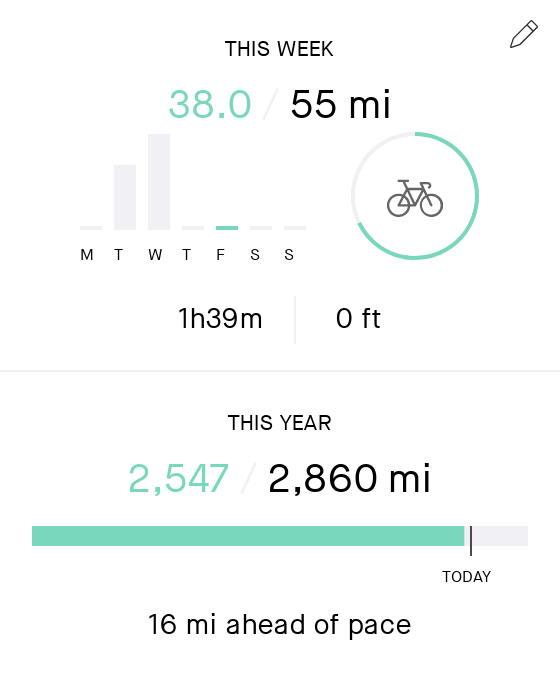 THIS WEEK
38.0 / 55 mi
M T W T F S S
1h39m | 0 ft
THIS YEAR
2,547 / 2,860 mi
TODAY
16 mi ahead of pace